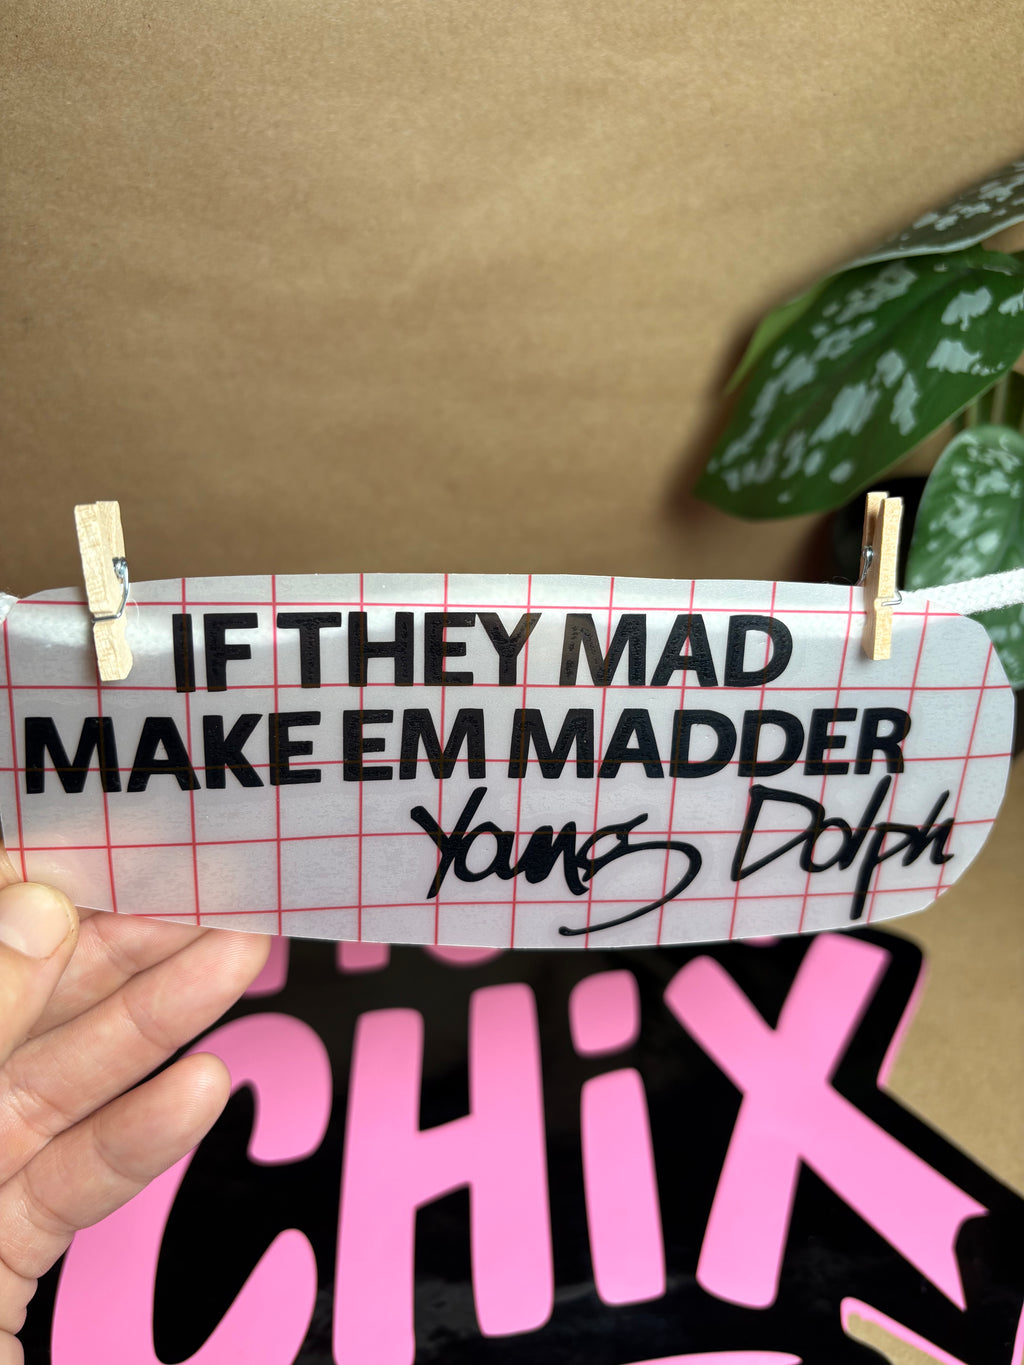 IF THEY MAD
MAKE EM MADDER
Young Dolph
CHiX